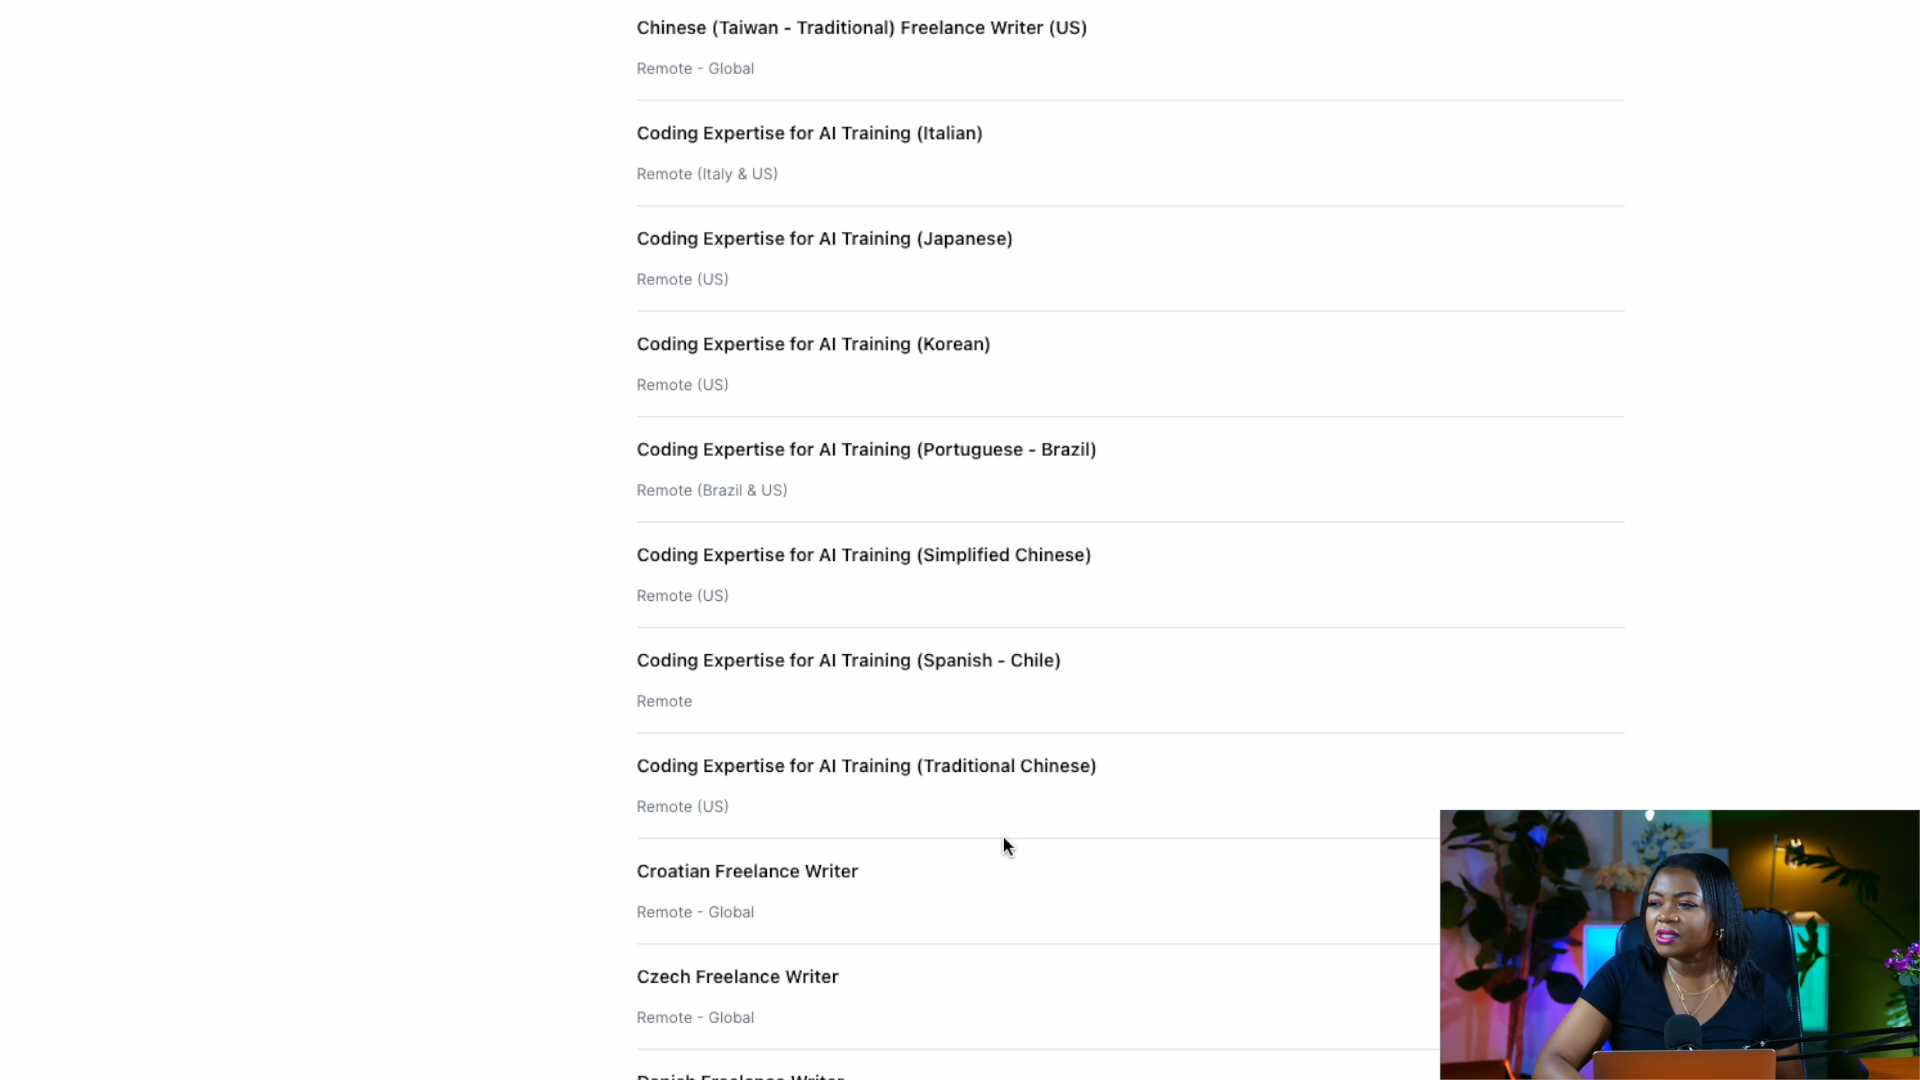 Chinese (Taiwan - Traditional) Freelance Writer (US)
Remote - Global
Coding Expertise for AI Training (Italian)
Remote (Italy & US)
Coding Expertise for AI Training (Japanese)
Remote (US)
Coding Expertise for AI Training (Korean)
Remote (US)
Coding Expertise for AI Training (Portuguese - Brazil)
Remote (Brazil & US)
Coding Expertise for AI Training (Simplified Chinese)
Remote (US)
Coding Expertise for AI Training (Spanish - Chile)
Remote
Coding Expertise for AI Training (Traditional Chinese)
Remote (US)
Croatian Freelance Writer
Remote - Global
Czech Freelance Writer
Remote - Global
Danish Freelance Writer